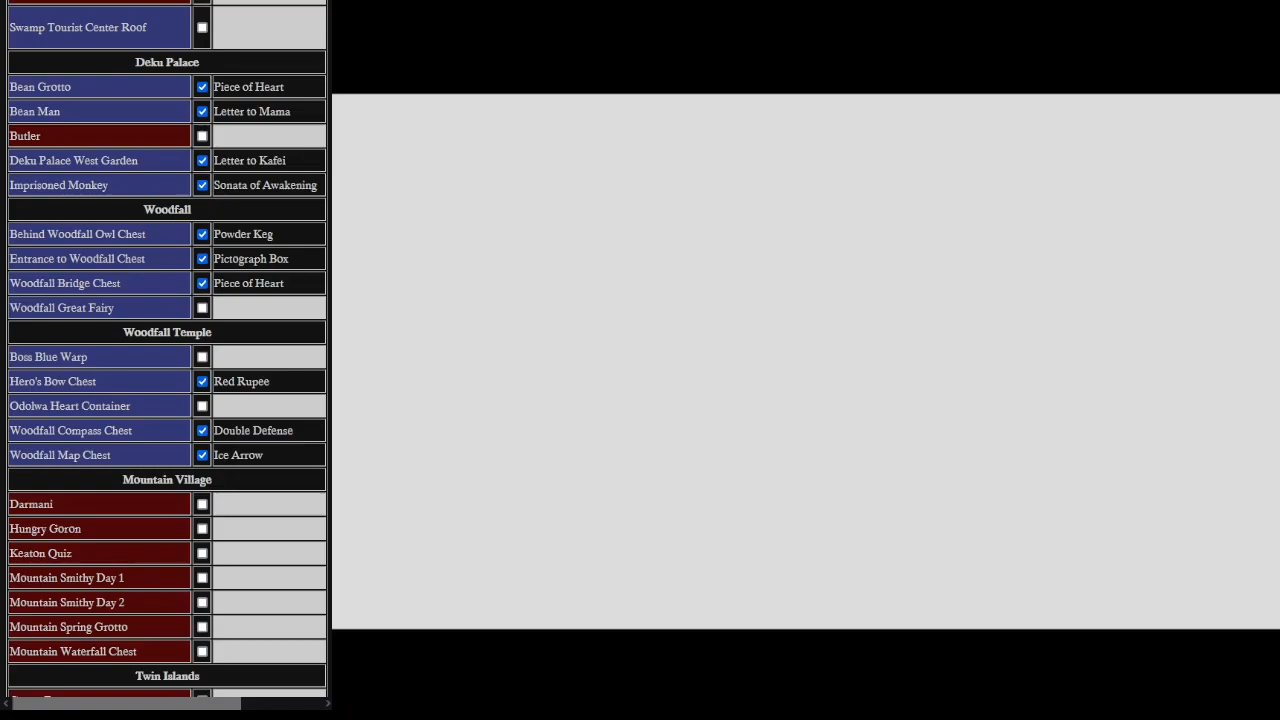 Swamp Tourist Center Roof
Deku Palace
Bean Grotto Piece of Heart
Bean Man Letter to Mama
Butler
Deku Palace West Garden Letter to Kafei
Imprisoned Monkey Sonata of Awakening
Woodfall
Behind Woodfall Owl Chest Powder Keg
Entrance to Woodfall Chest Pictograph Box
Woodfall Bridge Chest Piece of Heart
Woodfall Great Fairy
Woodfall Temple
Boss Blue Warp
Hero's Bow Chest Red Rupee
Odolwa Heart Container
Woodfall Compass Chest Double Defense
Woodfall Map Chest Ice Arrow
Mountain Village
Darmani
Hungry Goron
Keaton Quiz
Mountain Smithy Day 1
Mountain Smithy Day 2
Mountain Spring Grotto
Mountain Waterfall Chest
Twin Islands